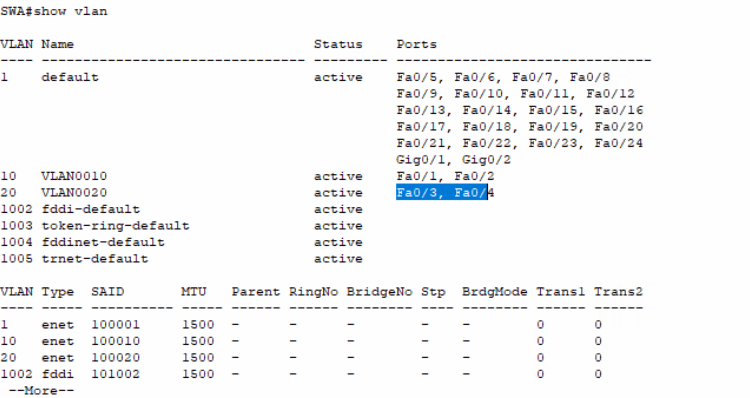 SWA#show vlan
VLAN Name Status Ports
---- -------------------------------- --------- -------------------------------
1 default active Fa0/5, Fa0/6, Fa0/7, Fa0/8
Fa0/9, Fa0/10, Fa0/11, Fa0/12
Fa0/13, Fa0/14, Fa0/15, Fa0/16
Fa0/17, Fa0/18, Fa0/19, Fa0/20
Fa0/21, Fa0/22, Fa0/23, Fa0/24
Gig0/1, Gig0/2
10 VLAN0010 active Fa0/1, Fa0/2
20 VLAN0020 active Fa0/3, Fa0/4
1002 fddi-default active
1003 token-ring-default active
1004 fddinet-default active
1005 trnet-default active
VLAN Type SAID MTU Parent RingNo BridgeNo Stp BrdgMode Trans1 Trans2
---- ----- ---------- ----- ------ ------ -------- ---- -------- ------ ------
1 enet 100001 1500 - - - - - 0 0
10 enet 100010 1500 - - - - - 0 0
20 enet 100020 1500 - - - - - 0 0
1002 fddi 101002 1500 - - - - - 0 0
--More--